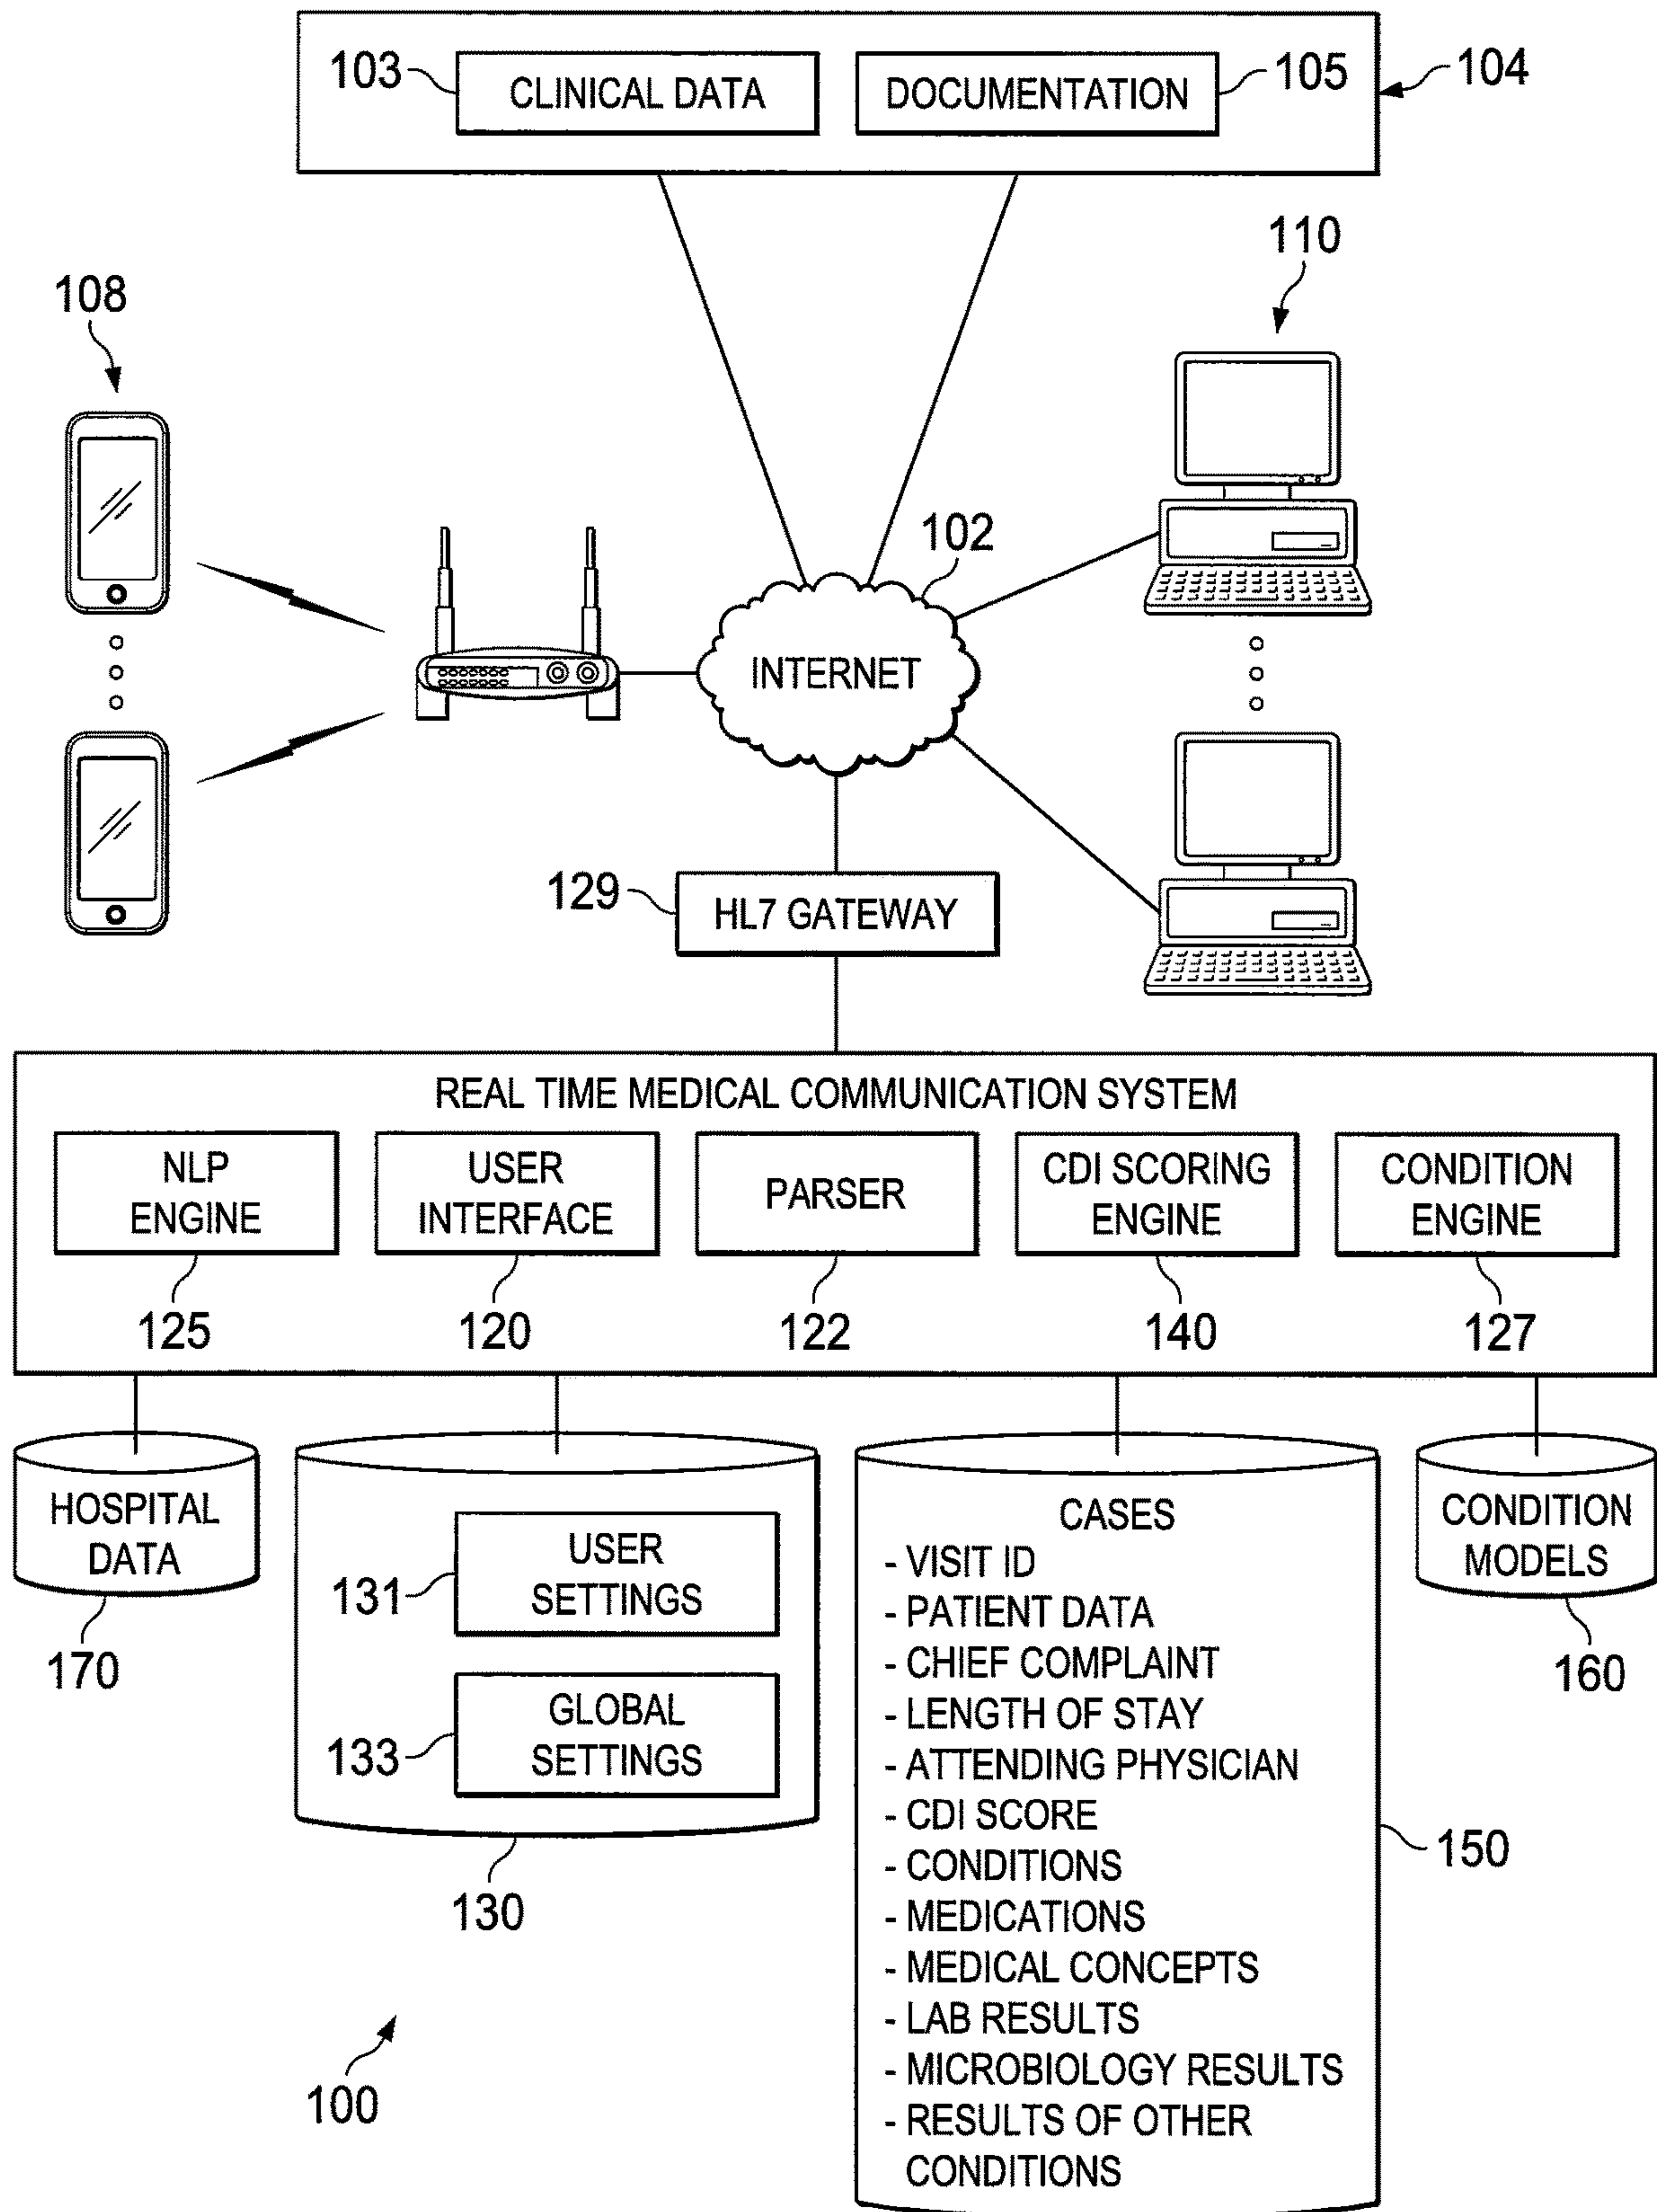 103
CLINICAL DATA
DOCUMENTATION
105
104
110
108
102
INTERNET
129
HL7 GATEWAY
REAL TIME MEDICAL COMMUNICATION SYSTEM
NLP
ENGINE
USER
INTERFACE
PARSER
CDI SCORING
ENGINE
CONDITION
ENGINE
125
120
122
140
127
HOSPITAL
DATA
170
USER
SETTINGS
131
GLOBAL
SETTINGS
133
130
CASES
- VISIT ID
- PATIENT DATA
- CHIEF COMPLAINT
- LENGTH OF STAY
- ATTENDING PHYSICIAN
- CDI SCORE
- CONDITIONS
- MEDICATIONS
- MEDICAL CONCEPTS
- LAB RESULTS
- MICROBIOLOGY RESULTS
- RESULTS OF OTHER
CONDITIONS
150
CONDITION
MODELS
160
100